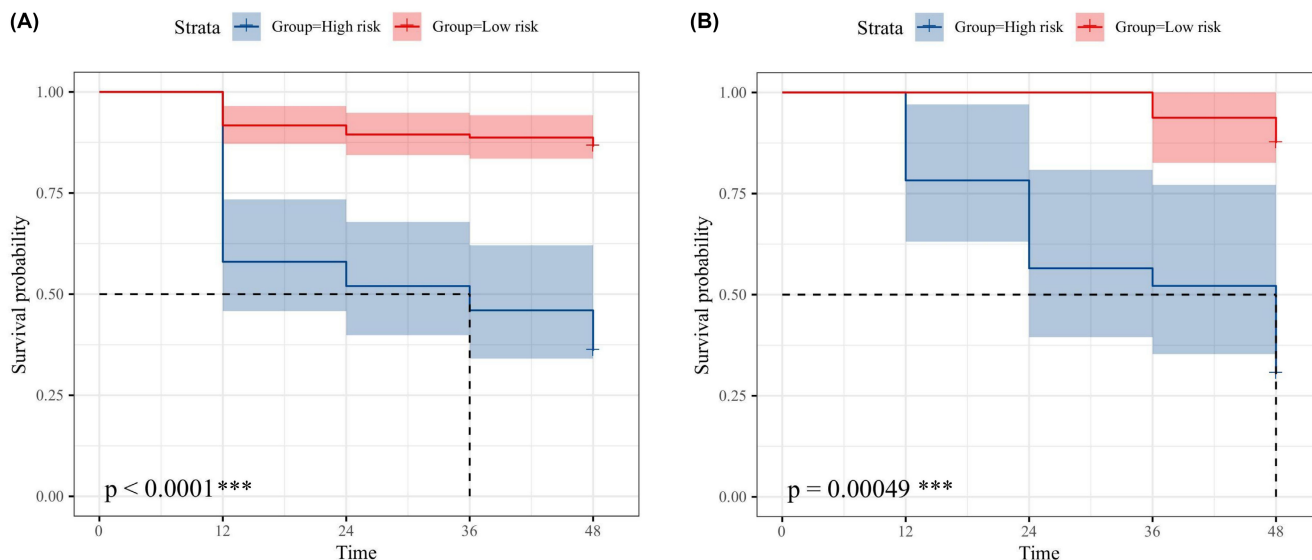 (A)
Strata Group=High risk Group=Low risk
Survival probability
1.00
0.75
0.50
0.25
0.00
p < 0.0001 ***
0 12 24 36 48
Time
(B)
Strata Group=High risk Group=Low risk
Survival probability
1.00
0.75
0.50
0.25
0.00
p = 0.00049 ***
0 12 24 36 48
Time